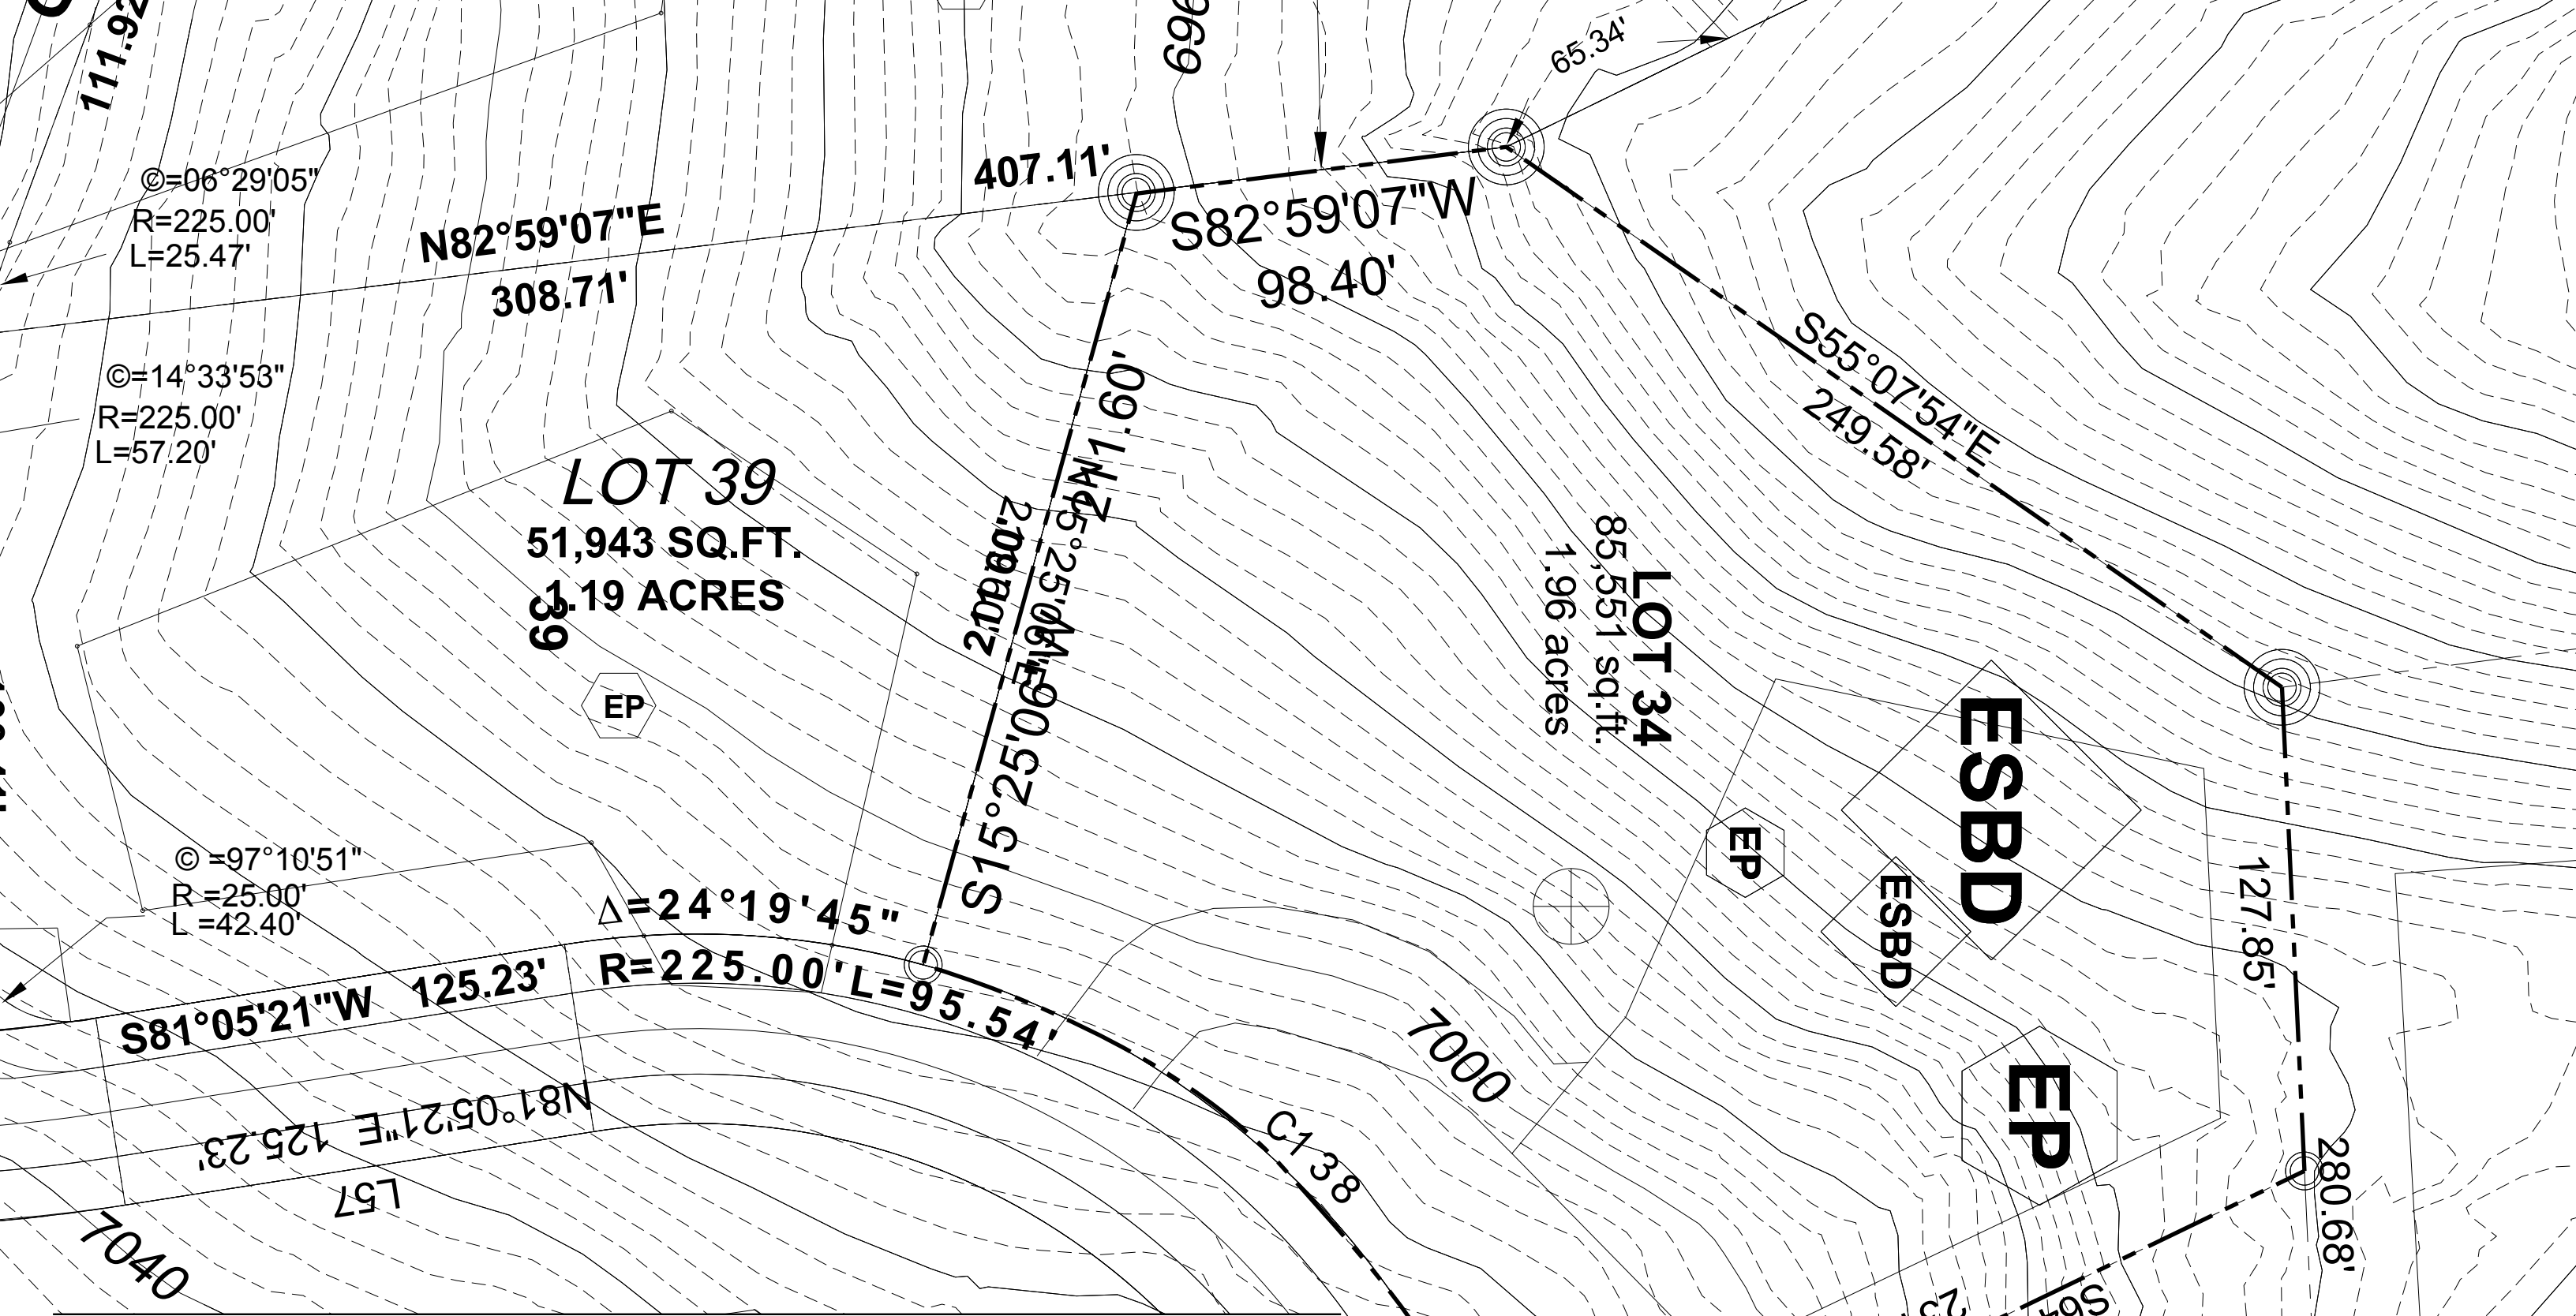 111.92
696
65.34'
©=06°29'05"
R=225.00'
L=25.47'
407.11'
N82°59'07"E
308.71'
S82°59'07"W
98.40'
S55°07'54"E
249.58'
©=14°33'53"
R=225.00'
L=57.20'
LOT 39
51,943 SQ.FT.
1.19 ACRES
39
EP
211.60'
S15°25'06"E
LOT 34
85,551 sq.ft.
1.96 acres
ESBD
EP
ESBD
EP
127.85'
280.68'
© =97°10'51"
R =25.00'
L =42.40'
Δ=24°19'45"
R=225.00' L=95.54'
S81°05'21"W 125.23'
N81°05'21"E 125.23'
L57
7040
7000
C138